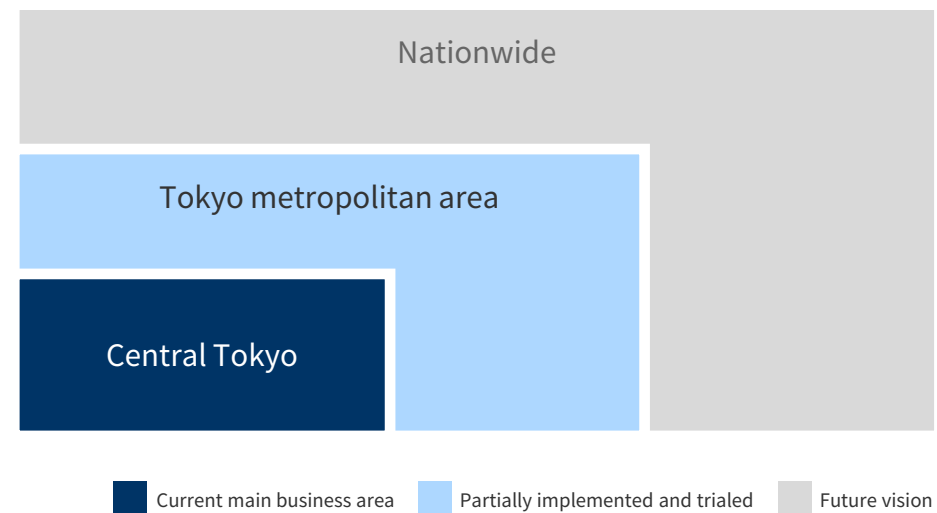 Nationwide
Tokyo metropolitan area
Central Tokyo
Current main business area
Partially implemented and trialed
Future vision